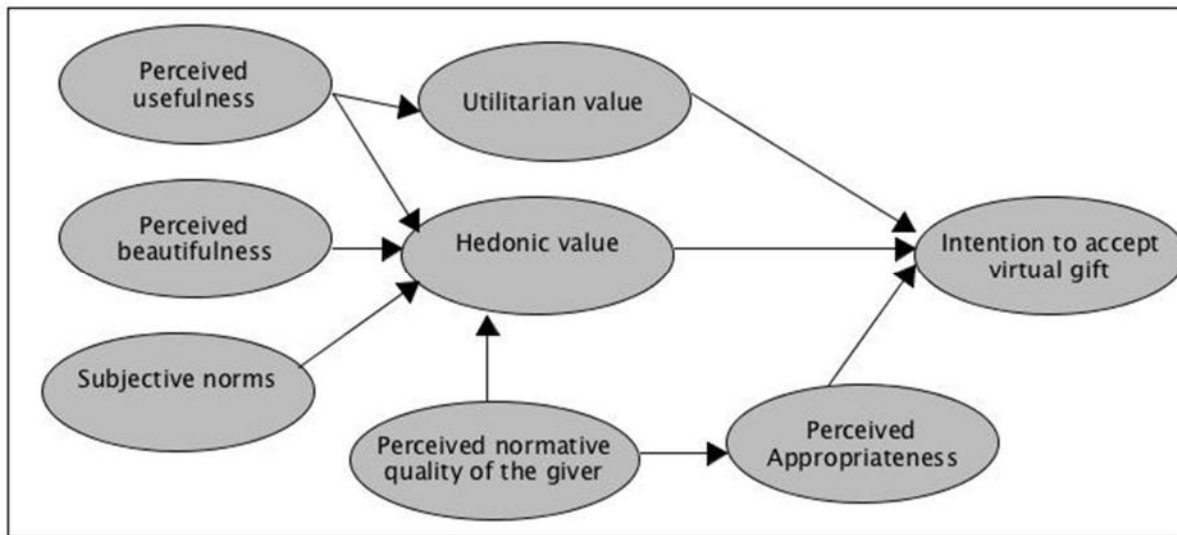 Perceived
usefulness
Utilitarian value
Perceived
beautifulness
Hedonic value
Intention to accept
virtual gift
Subjective norms
Perceived normative
quality of the giver
Perceived
Appropriateness